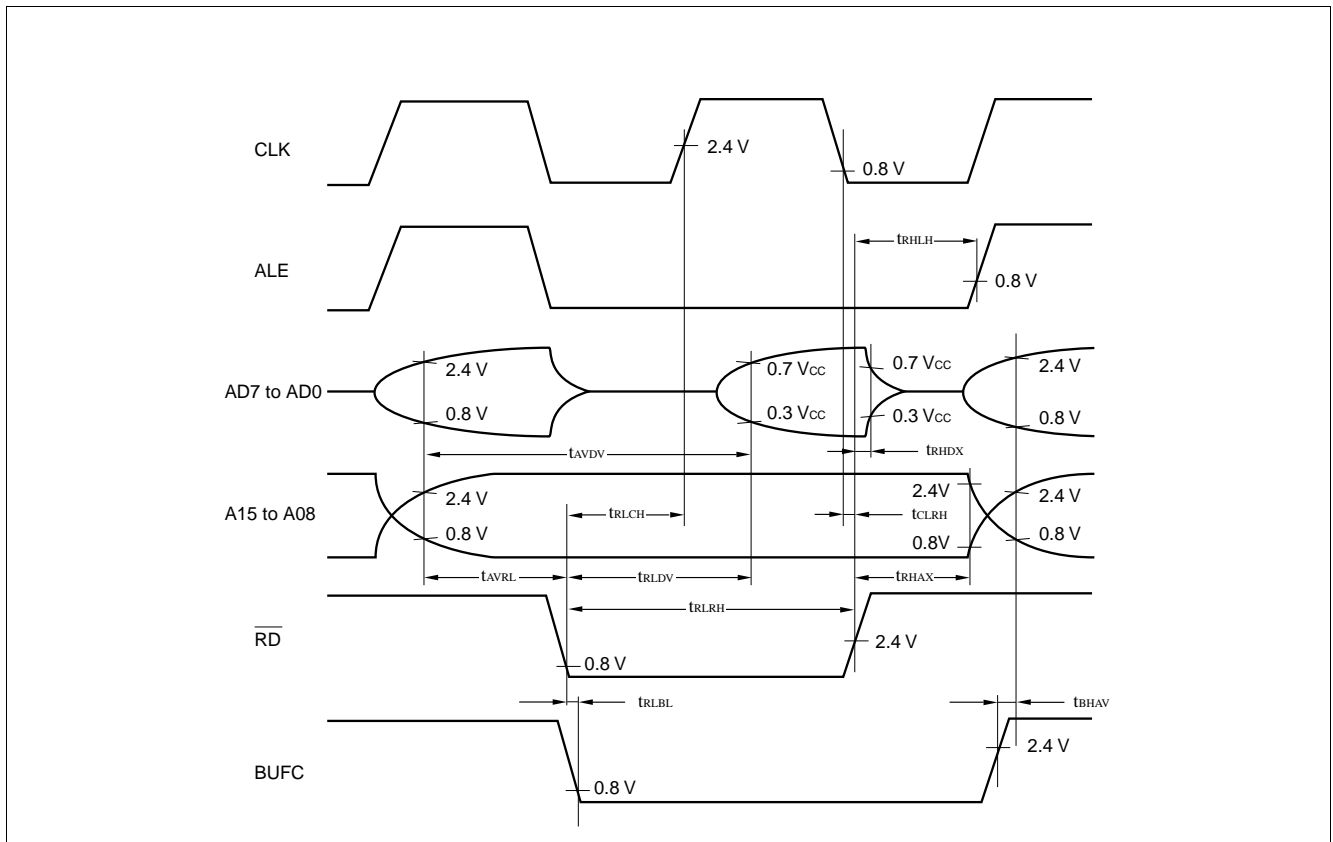 CLK
2.4 V
0.8 V
ALE
tRHLH
0.8 V
AD7 to AD0
2.4 V
0.7 VCC
0.7 VCC
2.4 V
0.8 V
0.3 VCC
0.3 VCC
0.8 V
tAVDV
tRHDX
A15 to A08
2.4 V
2.4V
2.4 V
tRLCH
tCLRH
0.8 V
0.8V
0.8 V
tAVRL
tRLDV
tRHAX
tRLRH
RD
0.8 V
2.4 V
tRLBL
tBHAV
BUFC
0.8 V
2.4 V